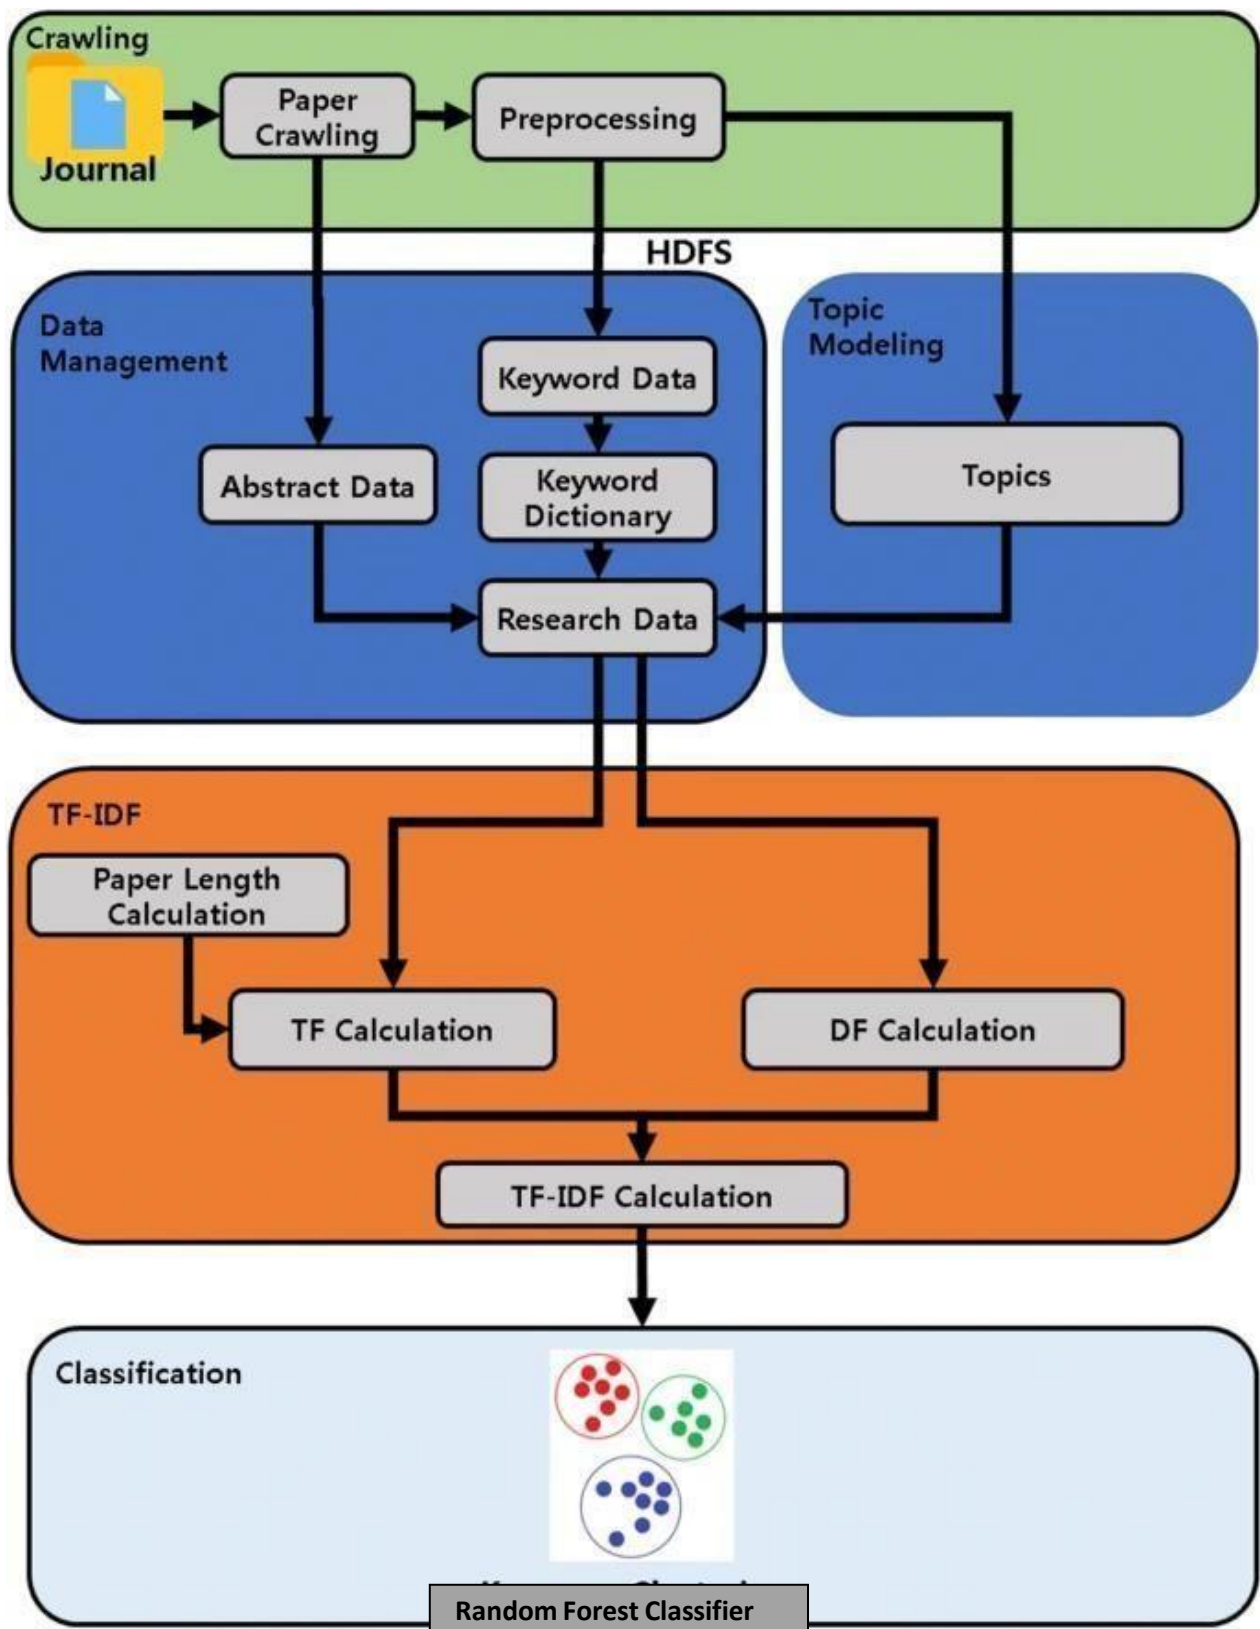 Crawling
Journal
Paper
Crawling
Preprocessing
HDFS
Data
Management
Topic
Modeling
Keyword Data
Abstract Data
Keyword
Dictionary
Topics
Research Data
TF-IDF
Paper Length
Calculation
TF Calculation
DF Calculation
TF-IDF Calculation
Classification
Random Forest Classifier